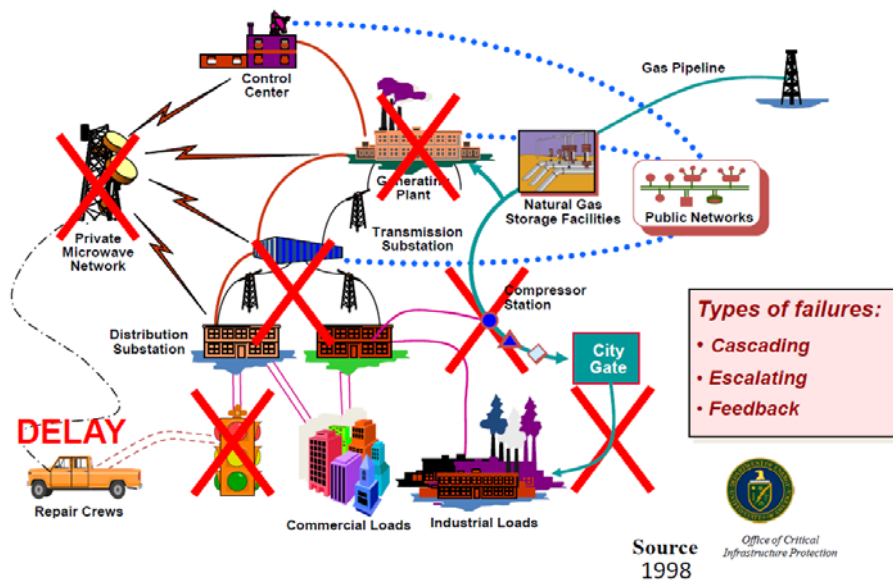 Control
Center
Gas Pipeline
Private
Microwave
Network
Generating
Plant
Natural Gas
Storage Facilities
Public Networks
Transmission
Substation
Compressor
Station
Distribution
Substation
City
Gate
Types of failures:
• Cascading
• Escalating
• Feedback
DELAY
Repair Crews
Commercial Loads
Industrial Loads
Source
1998
Office of Critical
Infrastructure Protection